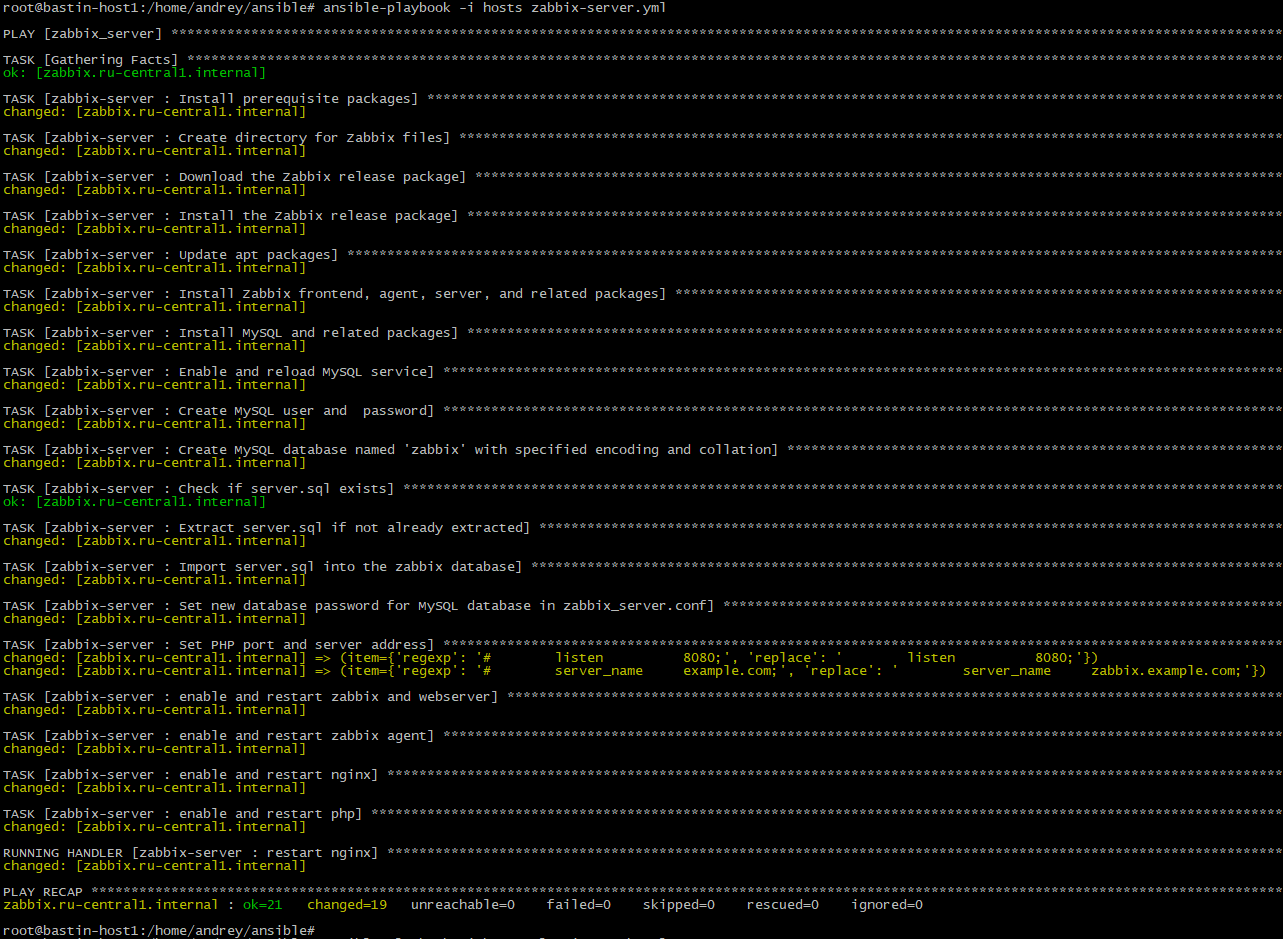 root@bastin-host1:/home/andrey/ansible# ansible-playbook -i hosts zabbix-server.yml
PLAY [zabbix_server] ******************************************************************************************************************************************
TASK [Gathering Facts] ****************************************************************************************************************************************
ok: [zabbix.ru-central1.internal]
TASK [zabbix-server : Install prerequisite packages] **********************************************************************************************************
changed: [zabbix.ru-central1.internal]
TASK [zabbix-server : Create directory for Zabbix files] ******************************************************************************************************
changed: [zabbix.ru-central1.internal]
TASK [zabbix-server : Download the Zabbix release package] ****************************************************************************************************
changed: [zabbix.ru-central1.internal]
TASK [zabbix-server : Install the Zabbix release package] *****************************************************************************************************
changed: [zabbix.ru-central1.internal]
TASK [zabbix-server : Update apt packages] ********************************************************************************************************************
changed: [zabbix.ru-central1.internal]
TASK [zabbix-server : Install Zabbix frontend, agent, server, and related packages] ***************************************************************************
changed: [zabbix.ru-central1.internal]
TASK [zabbix-server : Install MySQL and related packages] *****************************************************************************************************
changed: [zabbix.ru-central1.internal]
TASK [zabbix-server : Enable and reload MySQL service] ********************************************************************************************************
changed: [zabbix.ru-central1.internal]
TASK [zabbix-server : Create MySQL user and  password] ********************************************************************************************************
changed: [zabbix.ru-central1.internal]
TASK [zabbix-server : Create MySQL database named 'zabbix' with specified encoding and collation] *************************************************************
changed: [zabbix.ru-central1.internal]
TASK [zabbix-server : Check if server.sql exists] *************************************************************************************************************
ok: [zabbix.ru-central1.internal]
TASK [zabbix-server : Extract server.sql if not already extracted] ********************************************************************************************
changed: [zabbix.ru-central1.internal]
TASK [zabbix-server : Import server.sql into the zabbix database] *********************************************************************************************
changed: [zabbix.ru-central1.internal]
TASK [zabbix-server : Set new database password for MySQL database in zabbix_server.conf] *********************************************************************
changed: [zabbix.ru-central1.internal]
TASK [zabbix-server : Set PHP port and server address] ********************************************************************************************************
changed: [zabbix.ru-central1.internal] => (item={'regexp': '#        listen          8080;', 'replace': '        listen          8080;'})
changed: [zabbix.ru-central1.internal] => (item={'regexp': '#        server_name     example.com;', 'replace': '        server_name     zabbix.example.com;'})
TASK [zabbix-server : enable and restart zabbix and webserver] ************************************************************************************************
changed: [zabbix.ru-central1.internal]
TASK [zabbix-server : enable and restart zabbix agent] ********************************************************************************************************
changed: [zabbix.ru-central1.internal]
TASK [zabbix-server : enable and restart nginx] ***************************************************************************************************************
changed: [zabbix.ru-central1.internal]
TASK [zabbix-server : enable and restart php] *****************************************************************************************************************
changed: [zabbix.ru-central1.internal]
RUNNING HANDLER [zabbix-server : restart nginx] ***************************************************************************************************************
changed: [zabbix.ru-central1.internal]
PLAY RECAP ****************************************************************************************************************************************************
zabbix.ru-central1.internal : ok=21   changed=19   unreachable=0    failed=0    skipped=0    rescued=0    ignored=0
root@bastin-host1:/home/andrey/ansible#